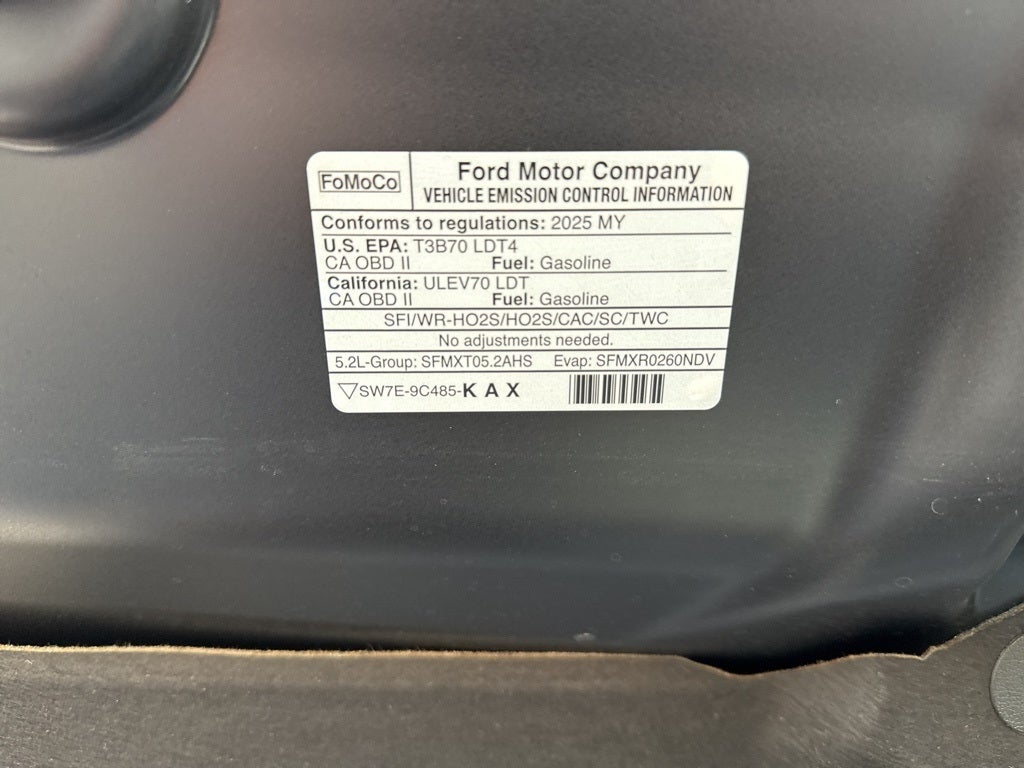 FoMoCo
Ford Motor Company
VEHICLE EMISSION CONTROL INFORMATION
Conforms to regulations: 2025 MY
U.S. EPA: T3B70 LDT4
CA OBD II Fuel: Gasoline
California: ULEV70 LDT
CA OBD II Fuel: Gasoline
SFI/WR-HO2S/HO2S/CAC/SC/TWC
No adjustments needed.
5.2L-Group: SFMXT05.2AHS Evap: SFMXR0260NDV
SW7E-9C485-K A X